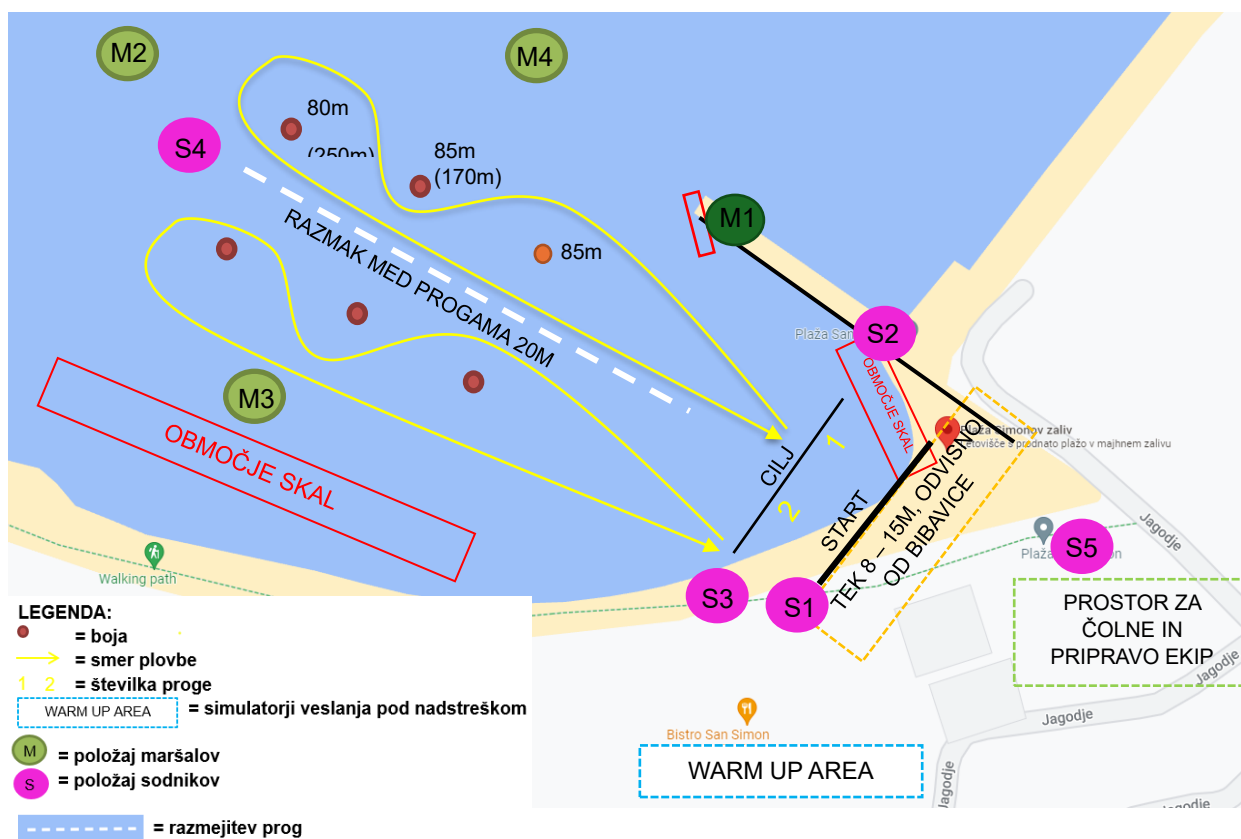 M2
M4
80m
(250m)
S4
85m
(170m)
M1
RAZMAK MED PROGAMA 20M
85m
S2
Plaža San
OBMOČJE SKAL
M3
OBMOČJE SKAL
CILJ
1
2
Plaža Simonov zaliv
Letovišče s prodnato plažo v majhnem zalivu
START
TEK 8 – 15M, ODVISNO
OD BIBAVICE
S3
S1
S5
Plaža
Jagodje
PROSTOR ZA
ČOLNE IN
PRIPRAVO EKIP
Jagodje
Jagodje
Jagodje
Jagodje
Walking path
Bistro San Simon
WARM UP AREA
LEGENDA:
= boja
= smer plovbe
1 2 = številka proge
WARM UP AREA = simulatorji veslanja pod nadstreškom
M = položaj maršalov
S = položaj sodnikov
= razmejitev prog